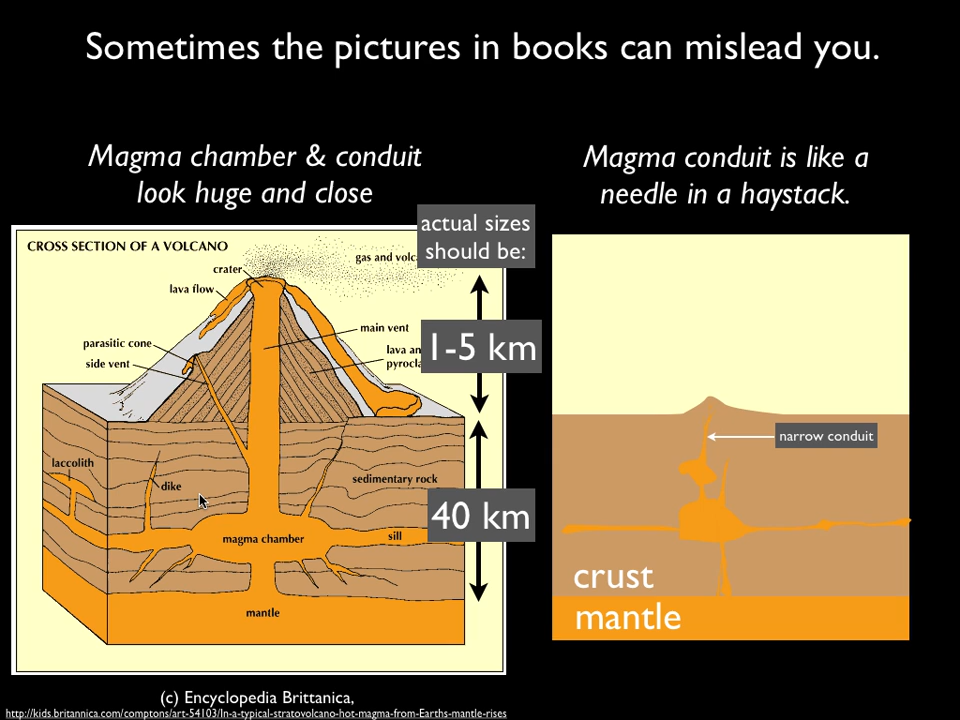 Sometimes the pictures in books can mislead you.
Magma chamber & conduit
look huge and close
Magma conduit is like a
needle in a haystack.
actual sizes
should be:
CROSS SECTION OF A VOLCANO
gas and
crater
lava flow
main vent
1-5 km
parasitic cone
side vent
lava
narrow conduit
laccolith
dike
sedimentary rock
40 km
magma chamber
sill
crust
mantle
mantle
(c) Encyclopedia Brittanica,
http://kids.britannica.com/comptons/art-54103/In-a-typical-stratovolcano-hot-magma-from-Earths-mantle-rises